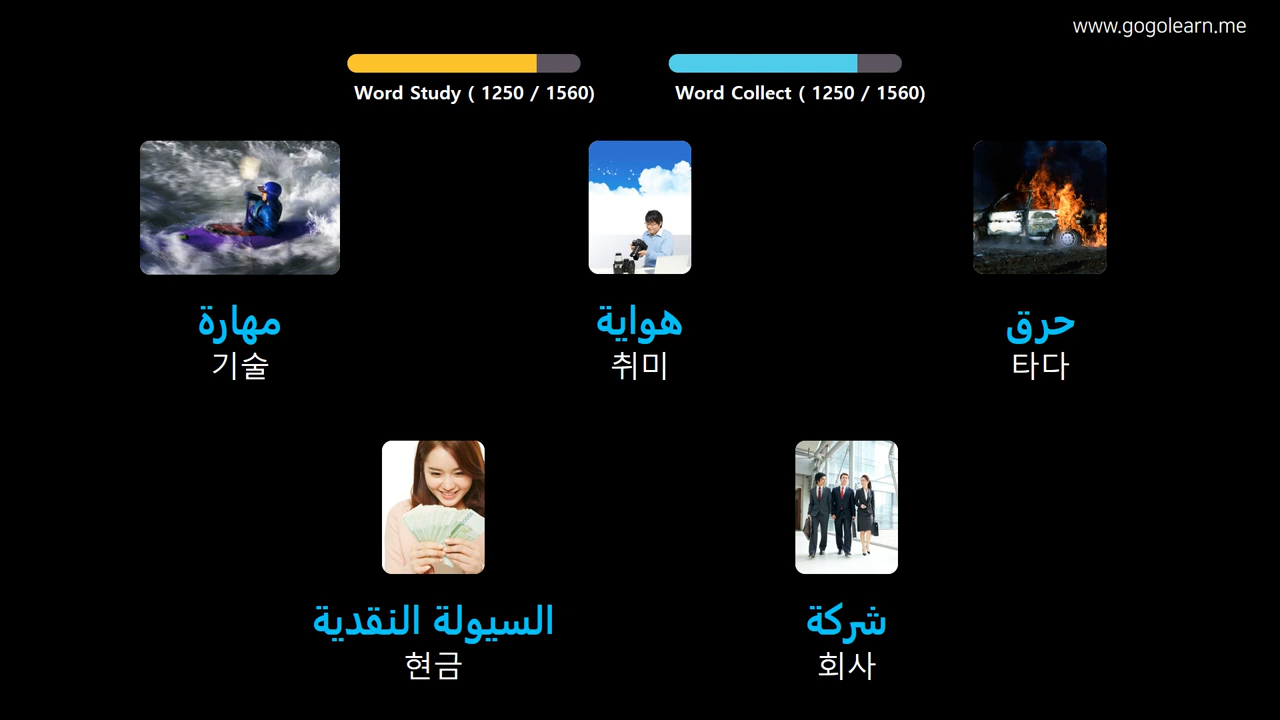 www.gogolearn.me
Word Study ( 1250 / 1560)
Word Collect ( 1250 / 1560)
مهارة
기술
هواية
취미
حرق
타다
السيولة النقدية
현금
شركة
회사